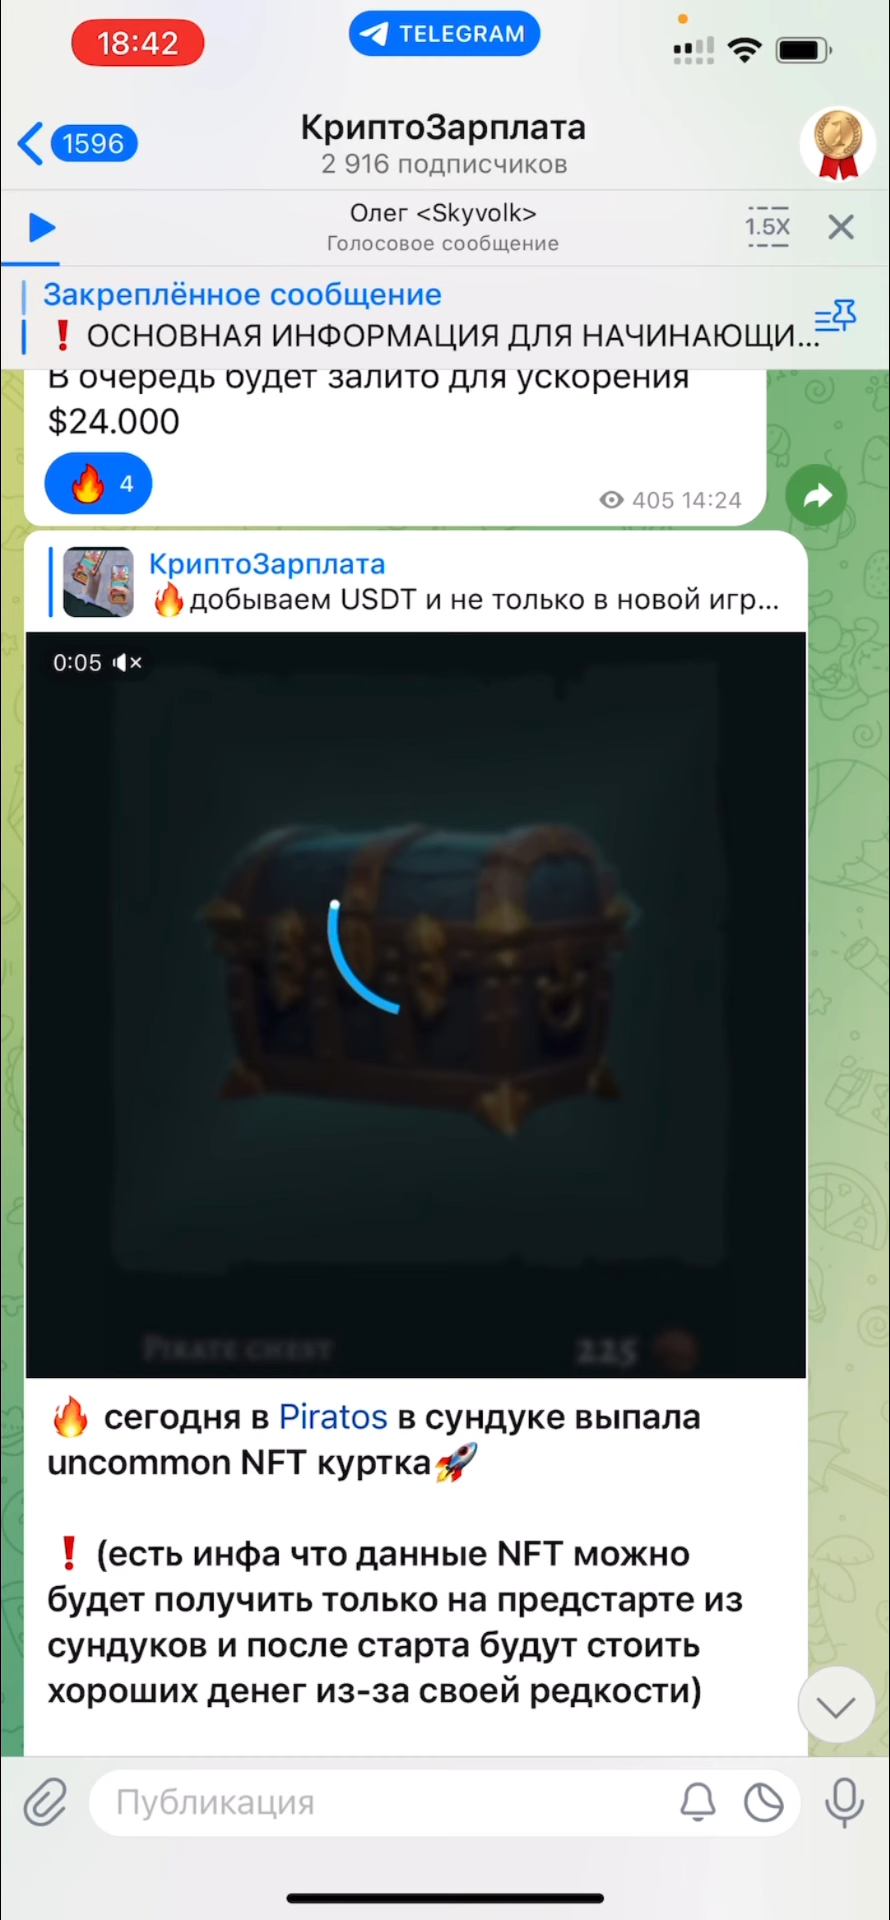 18:42
TELEGRAM
1596
КриптоЗарплата
2 916 подписчиков
Олег <Skyvolk>
Голосовое сообщение
1.5X
Закреплённое сообщение
❗ ОСНОВНАЯ ИНФОРМАЦИЯ ДЛЯ НАЧИНАЮЩИ...
В очередь будет залито для ускорения
$24.000
🔥 4
405 14:24
КриптоЗарплата
🔥добываем USDT и не только в новой игр...
0:05
PIRATE CHEST
225
🔥 сегодня в Piratos в сундуке выпала
uncommon NFT куртка🚀
❗ (есть инфа что данные NFT можно
будет получить только на предстарте из
сундуков и после старта будут стоить
хороших денег из-за своей редкости)
Публикация